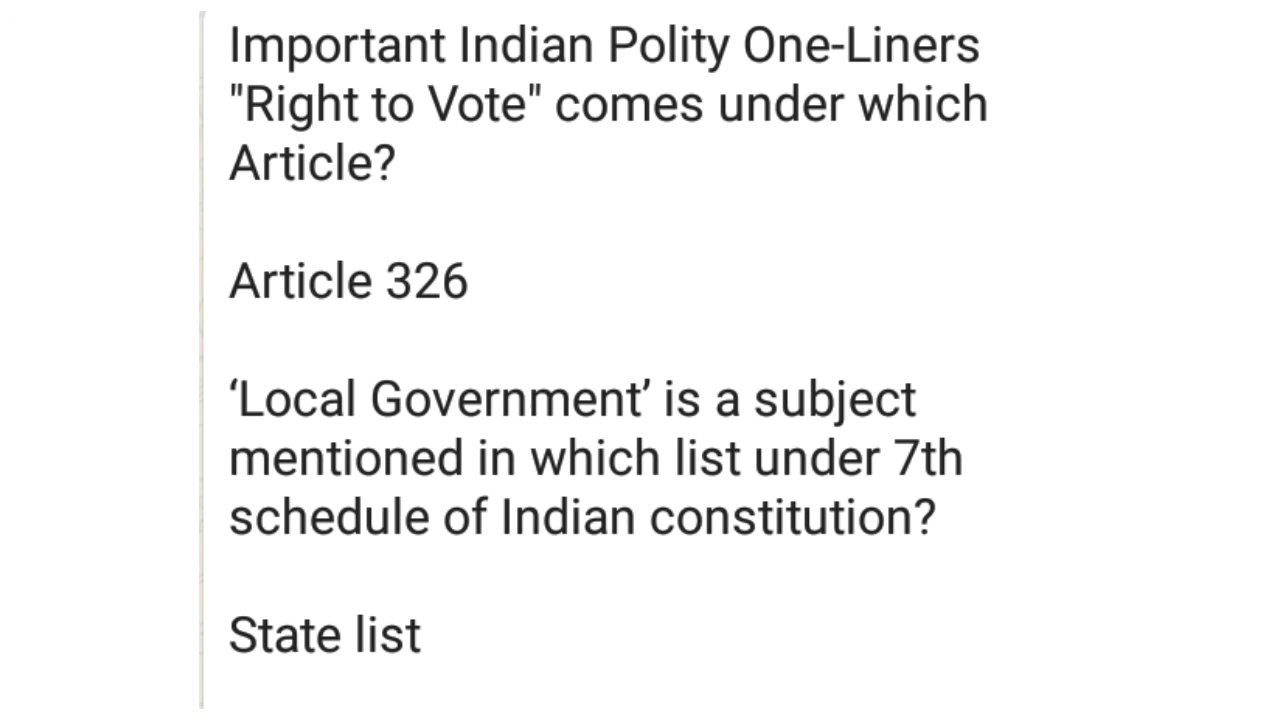 Important Indian Polity One-Liners
"Right to Vote" comes under which
Article?
Article 326
‘Local Government’ is a subject
mentioned in which list under 7th
schedule of Indian constitution?
State list